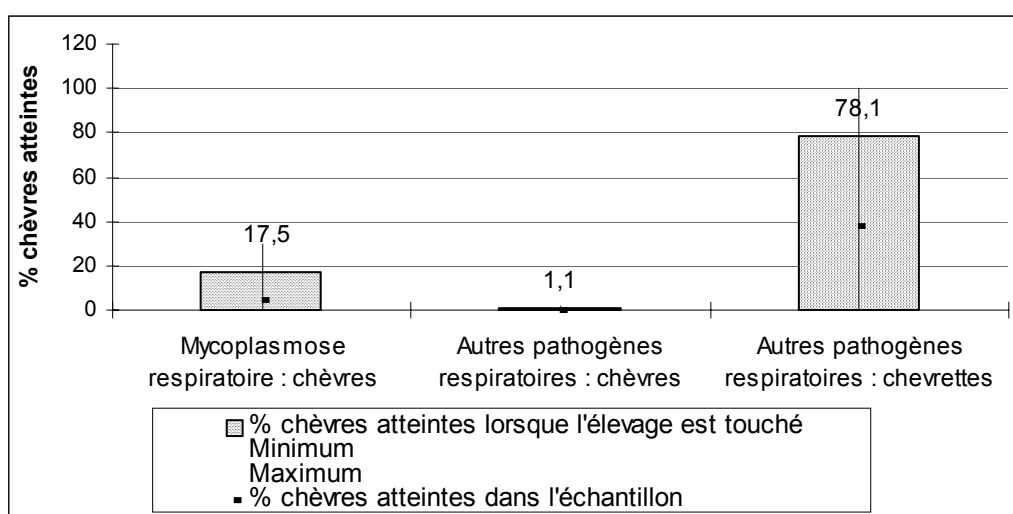 % chèvres atteintes
120
100
80
60
40
20
0
17,5
1,1
78,1
Mycoplasmose
respiratoire : chèvres
Autres pathogènes
respiratoires : chèvres
Autres pathogènes
respiratoires : chevrettes
% chèvres atteintes lorsque l'élevage est touché
Minimum
Maximum
% chèvres atteintes dans l'échantillon